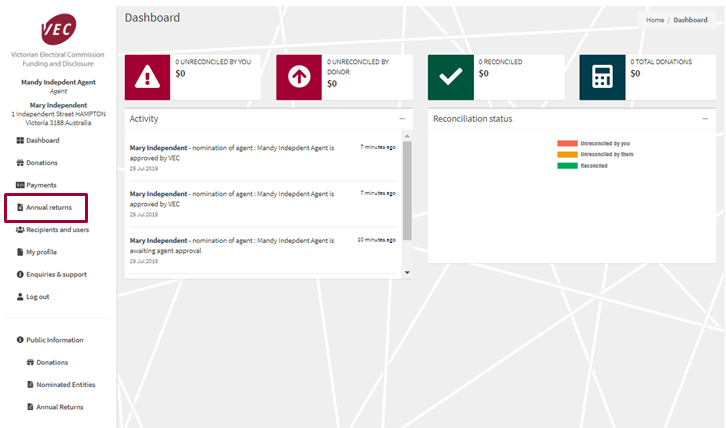 VEC
Victorian Electoral Commission
Funding and Disclosure
Mandy Indepdent Agent
Agent
Mary Independent
1 Independent Street HAMPTON
Victoria 3188 Australia
Dashboard
Donations
Payments
Annual returns
Recipients and users
My profile
Enquiries & support
Log out
Public Information
Donations
Nominated Entities
Annual Returns
Dashboard
Home / Dashboard
0 UNRECONCILED BY YOU
$0
0 UNRECONCILED BY
DONOR
$0
0 RECONCILED
$0
0 TOTAL DONATIONS
$0
Activity
Mary Independent - nomination of agent : Mandy Indepdent Agent is
approved by VEC
7 minutes ago
29 Jul 2019
Mary Independent - nomination of agent : Mandy Indepdent Agent is
approved by VEC
7 minutes ago
29 Jul 2019
Mary Independent - nomination of agent : Mandy Indepdent Agent is
awaiting agent approval
10 minutes ago
29 Jul 2019
Reconciliation status
Unreconciled by you
Unreconciled by them
Reconciled